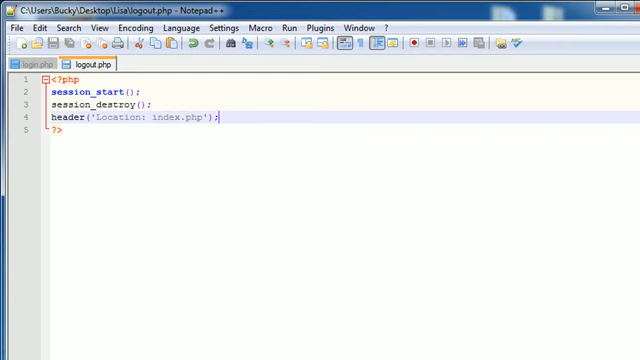 C:\Users\Bucky\Desktop\Lisa\logout.php - Notepad++
File Edit Search View Encoding Language Settings Macro Run Plugins Window
login.php logout.php
1 <?php
2 session_start();
3 session_destroy();
4 header('Location: index.php');
5 ?>